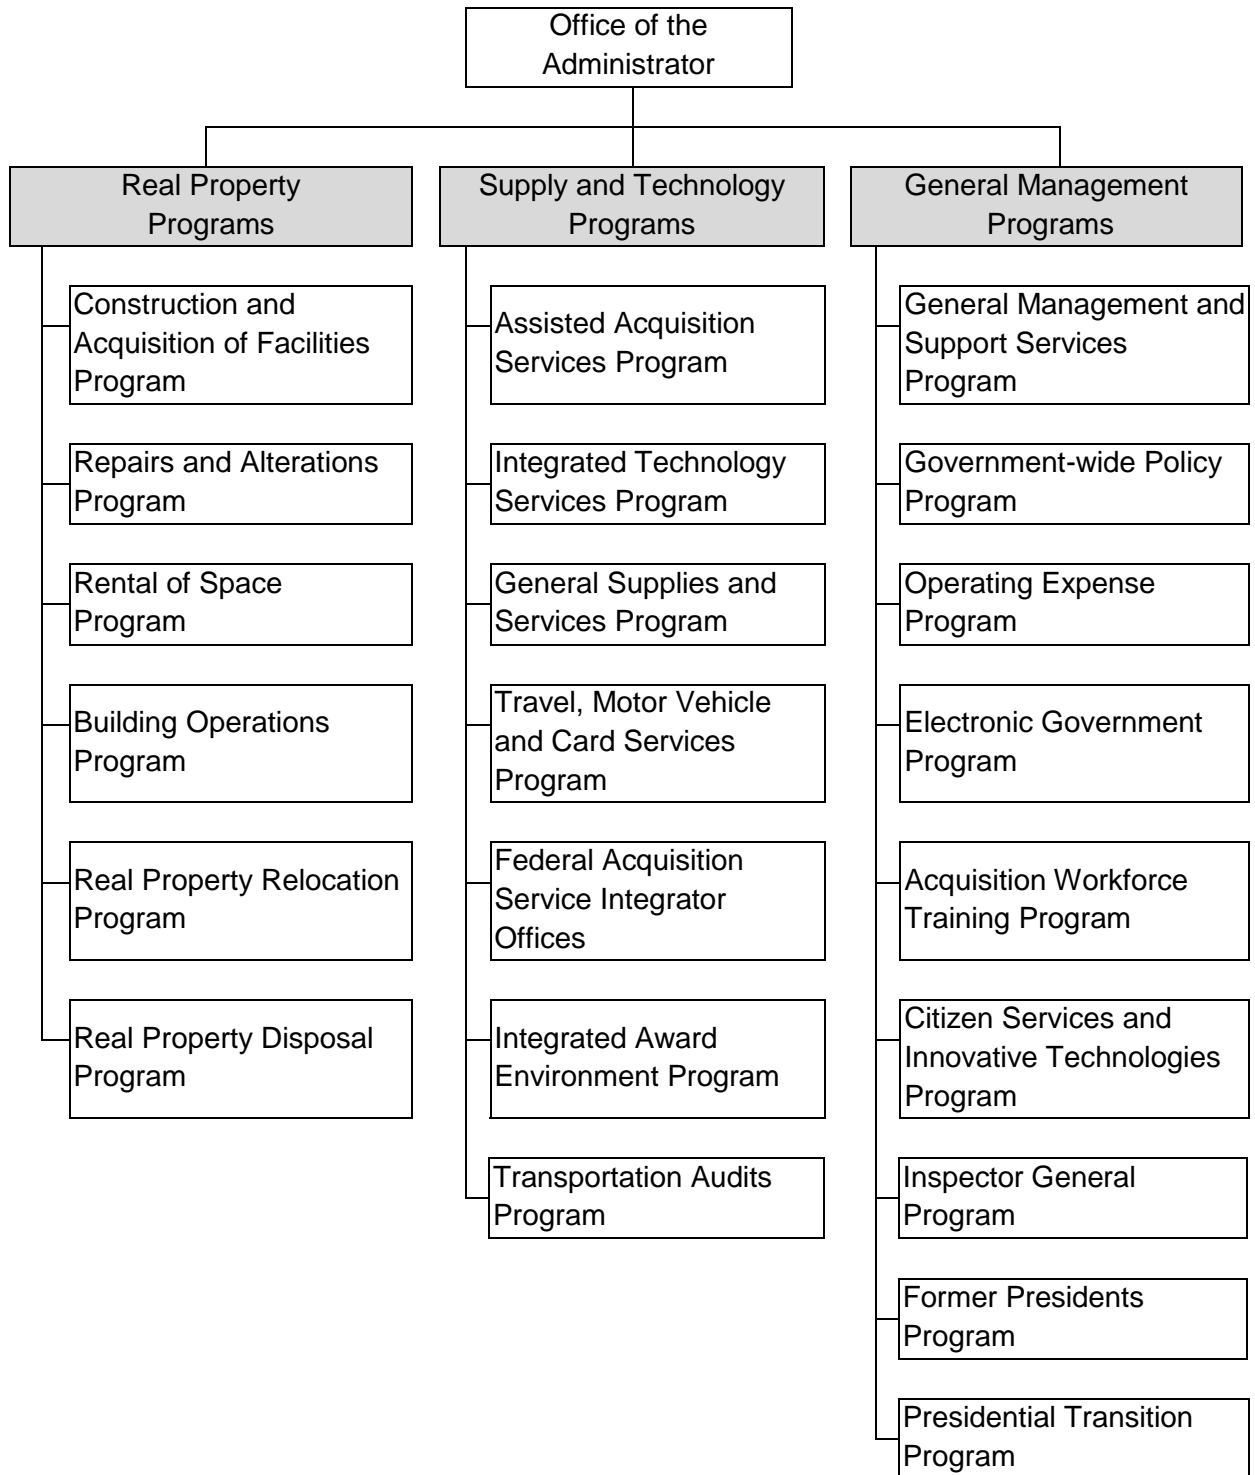 Office of the
Administrator
Real Property
Programs
Construction and
Acquisition of Facilities
Program
Repairs and Alterations
Program
Rental of Space
Program
Building Operations
Program
Real Property Relocation
Program
Real Property Disposal
Program
Supply and Technology
Programs
Assisted Acquisition
Services Program
Integrated Technology
Services Program
General Supplies and
Services Program
Travel, Motor Vehicle
and Card Services
Program
Federal Acquisition
Service Integrator
Offices
Integrated Award
Environment Program
Transportation Audits
Program
General Management
Programs
General Management and
Support Services
Program
Government-wide Policy
Program
Operating Expense
Program
Electronic Government
Program
Acquisition Workforce
Training Program
Citizen Services and
Innovative Technologies
Program
Inspector General
Program
Former Presidents
Program
Presidential Transition
Program